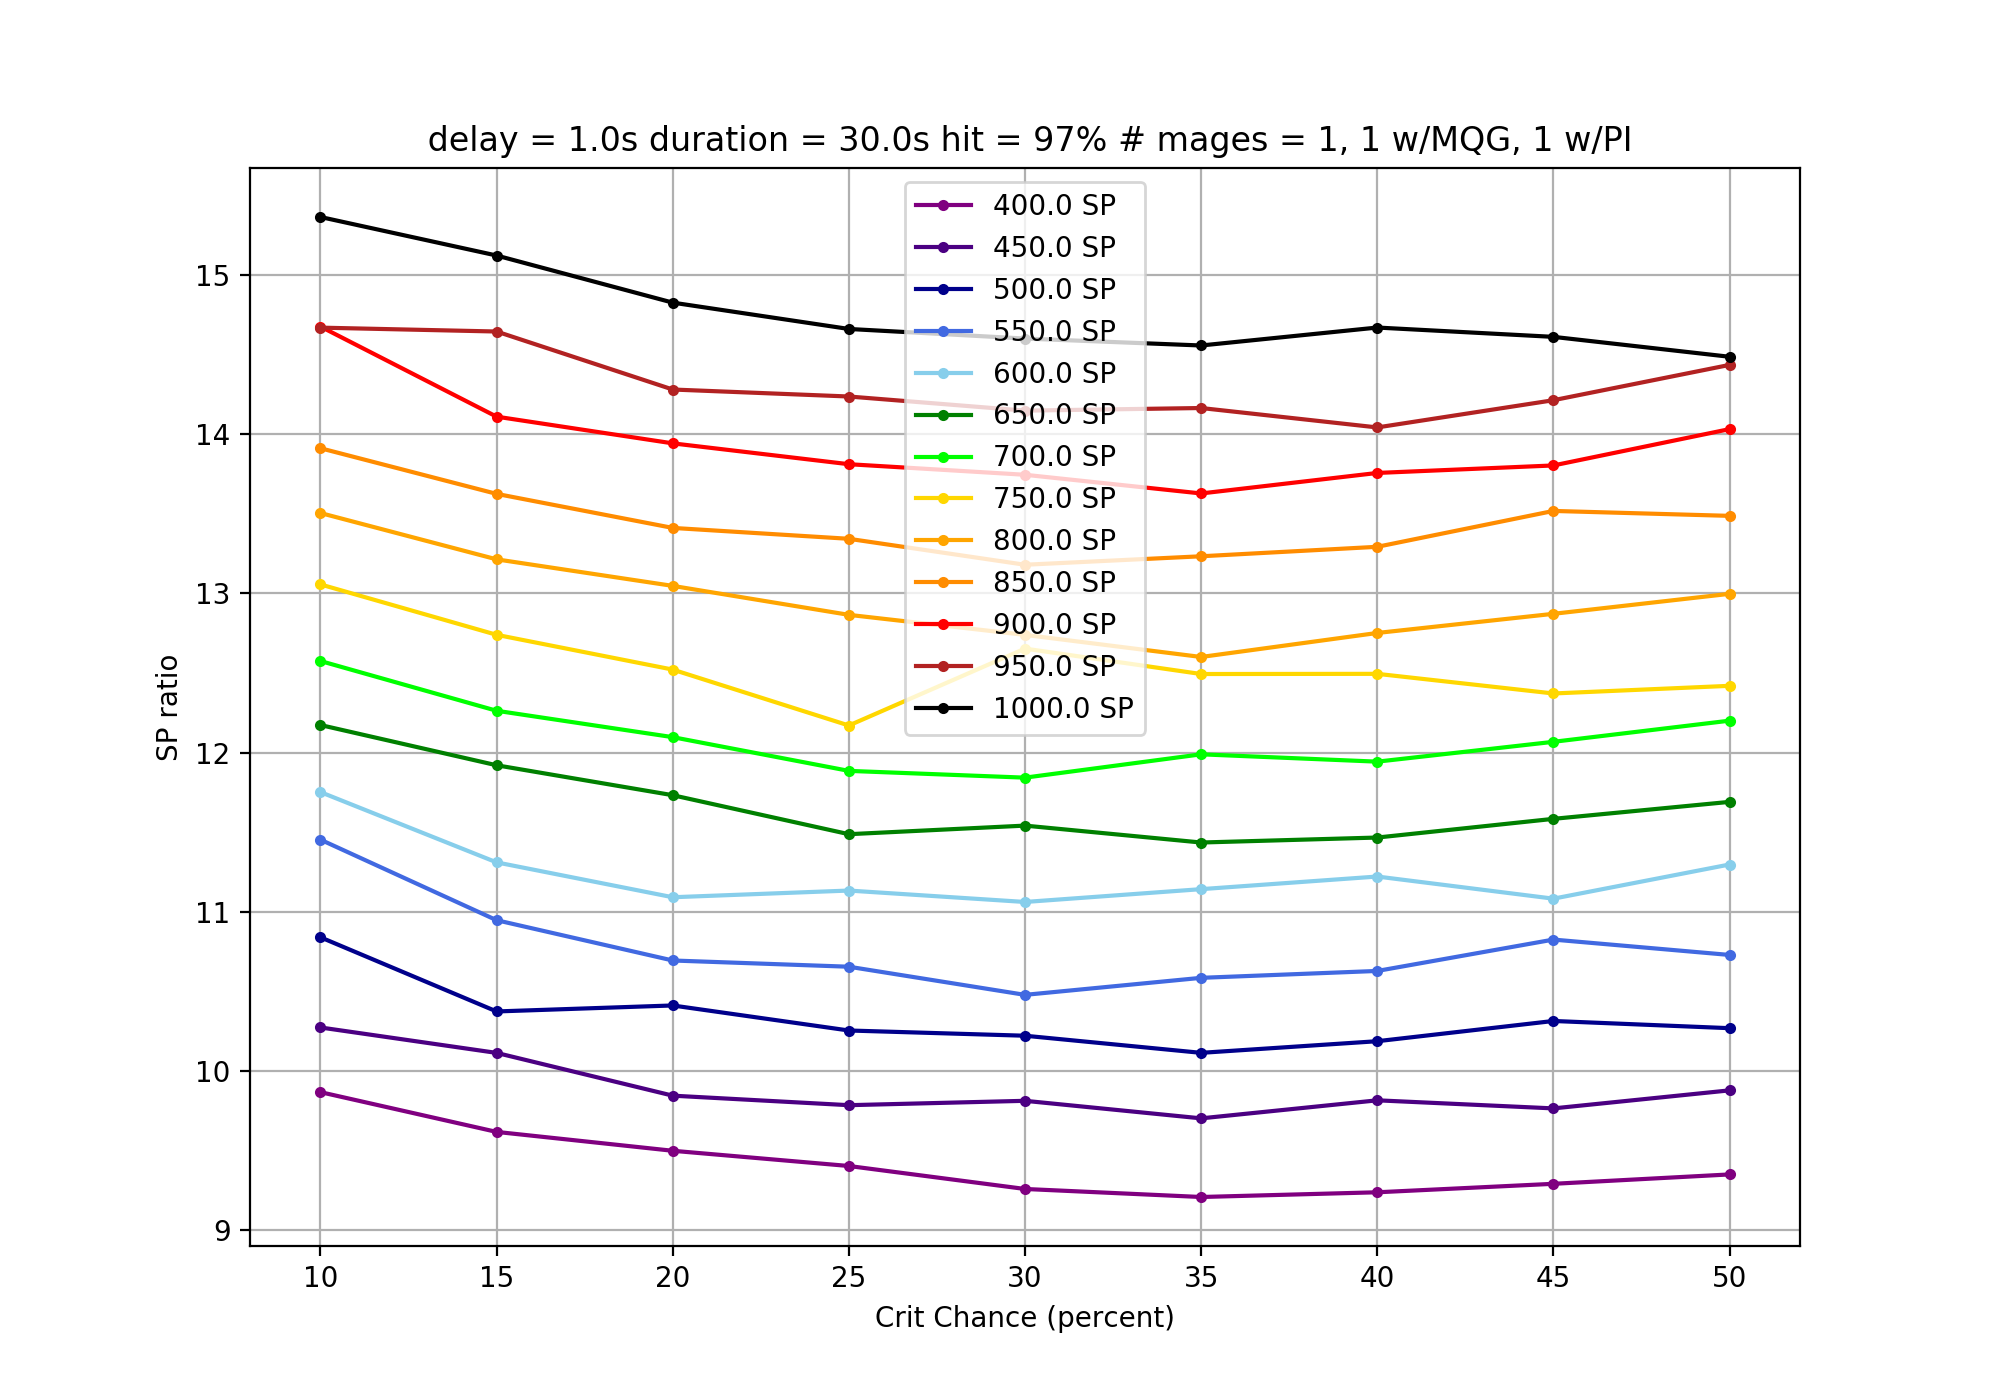 delay = 1.0s duration = 30.0s hit = 97% # mages = 1, 1 w/MQG, 1 w/PI
400.0 SP
450.0 SP
500.0 SP
550.0 SP
600.0 SP
650.0 SP
700.0 SP
750.0 SP
800.0 SP
850.0 SP
900.0 SP
950.0 SP
1000.0 SP
SP ratio
15
14
13
12
11
10
9
10 15 20 25 30 35 40 45 50
Crit Chance (percent)